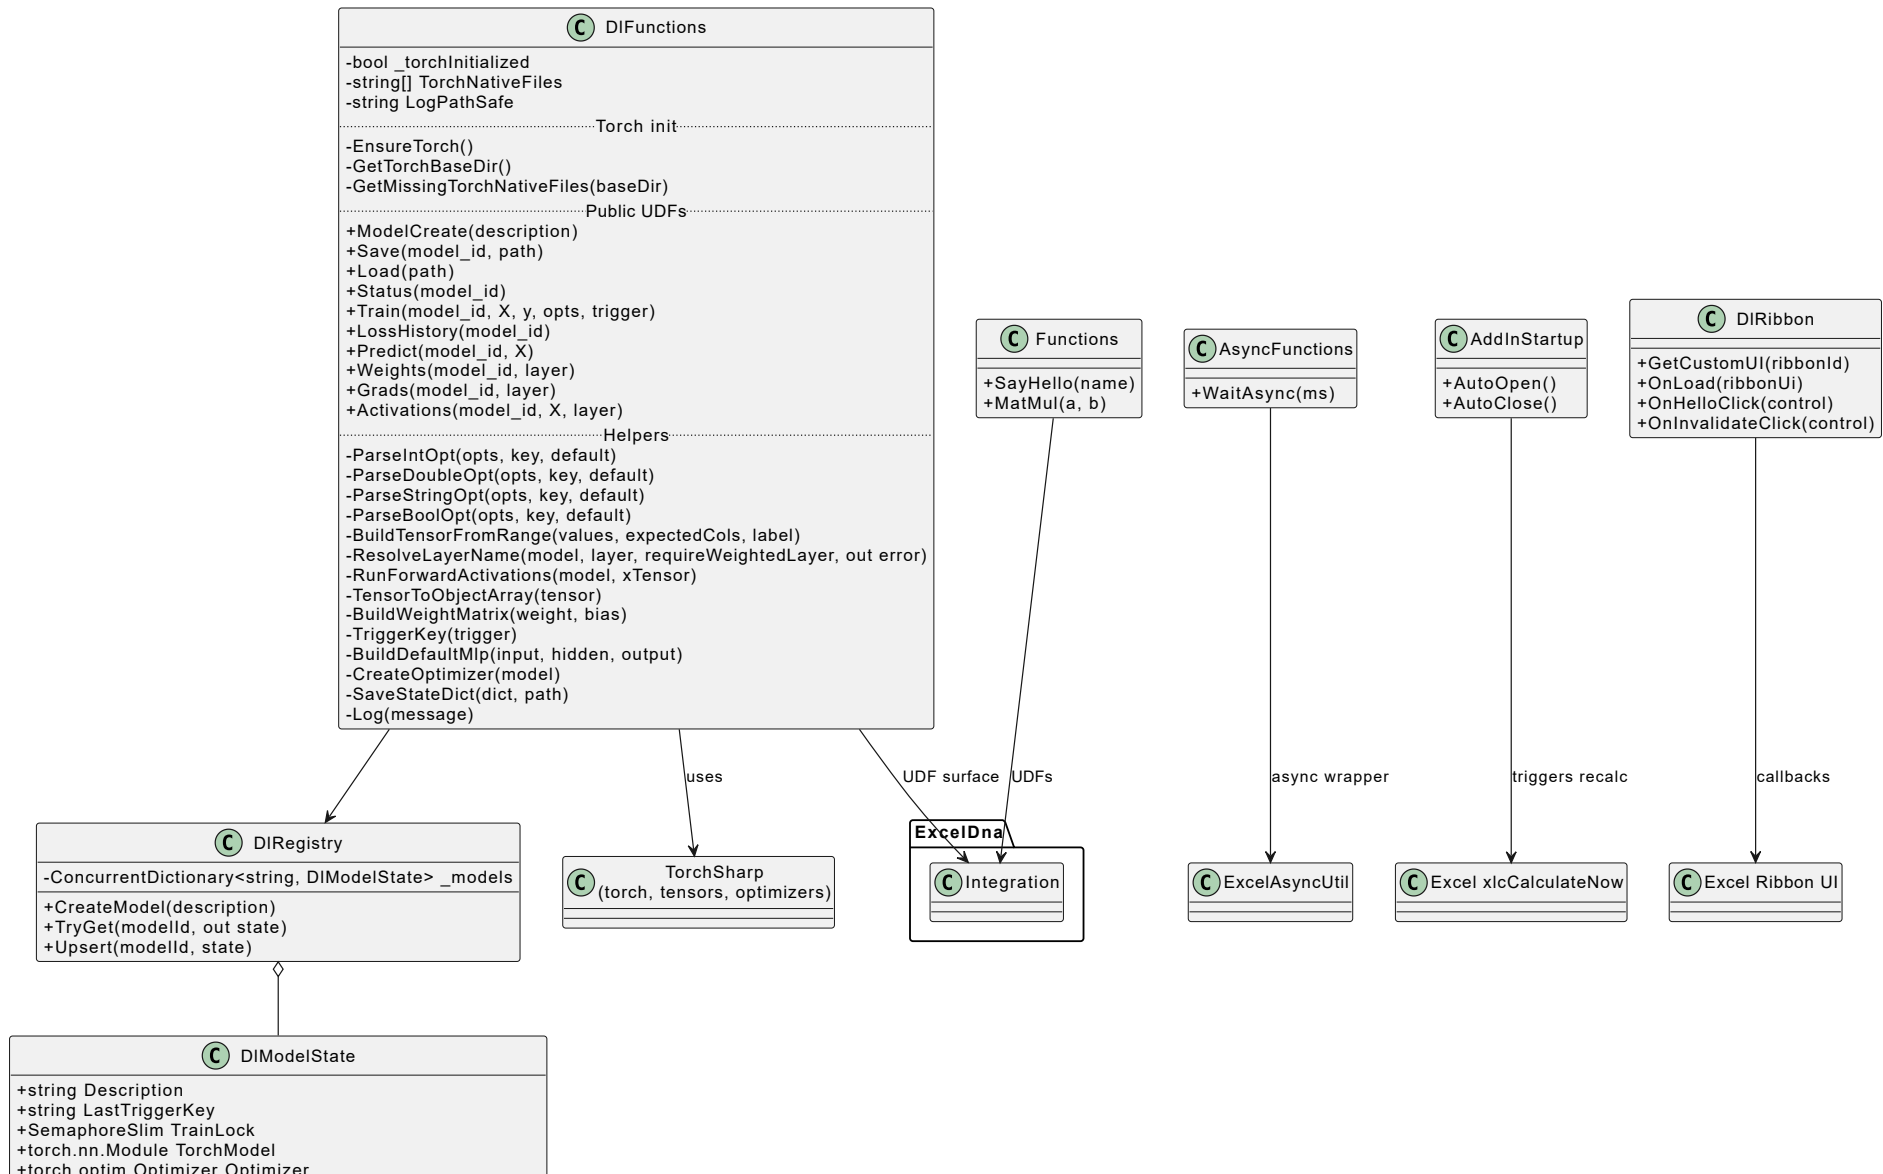 DlFunctions
-bool _torchInitialized
-string[] TorchNativeFiles
-string LogPathSafe
Torch init
-EnsureTorch()
-GetTorchBaseDir()
-GetMissingTorchNativeFiles(baseDir)
Public UDFs
+ModelCreate(description)
+Save(model_id, path)
+Load(path)
+Status(model_id)
+Train(model_id, X, y, opts, trigger)
+LossHistory(model_id)
+Predict(model_id, X)
+Weights(model_id, layer)
+Grads(model_id, layer)
+Activations(model_id, X, layer)
Helpers
-ParseIntOpt(opts, key, default)
-ParseDoubleOpt(opts, key, default)
-ParseStringOpt(opts, key, default)
-ParseBoolOpt(opts, key, default)
-BuildTensorFromRange(values, expectedCols, label)
-ResolveLayerName(model, layer, requireWeightedLayer, out error)
-RunForwardActivations(model, xTensor)
-TensorToObjectArray(tensor)
-BuildWeightMatrix(weight, bias)
-TriggerKey(trigger)
-BuildDefaultMlp(input, hidden, output)
-CreateOptimizer(model)
-SaveStateDict(dict, path)
-Log(message)
Functions
+SayHello(name)
+MatMul(a, b)
AsyncFunctions
+WaitAsync(ms)
AddInStartup
+AutoOpen()
+AutoClose()
DlRibbon
+GetCustomUI(ribbonId)
+OnLoad(ribbonUi)
+OnHelloClick(control)
+OnInvalidateClick(control)
uses
UDF surface
UDFs
async wrapper
triggers recalc
callbacks
DlRegistry
-ConcurrentDictionary<string, DlModelState> _models
+CreateModel(description)
+TryGet(modelId, out state)
+Upsert(modelId, state)
TorchSharp
(torch, tensors, optimizers)
ExcelDna
Integration
ExcelAsyncUtil
Excel xlcCalculateNow
Excel Ribbon UI
DlModelState
+string Description
+string LastTriggerKey
+SemaphoreSlim TrainLock
+torch.nn.Module TorchModel
+torch.optim.Optimizer Optimizer